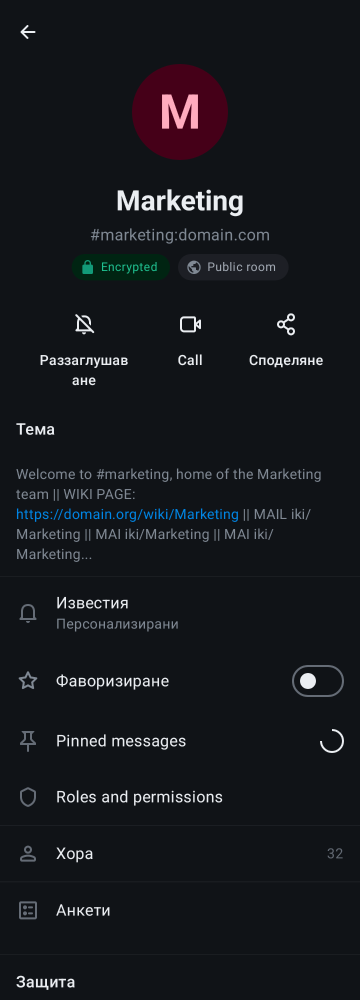 M
Marketing
#marketing:domain.com
Encrypted
Public room
Раззаглушав
ане
Call
Споделяне
Тема
Welcome to #marketing, home of the Marketing
team || WIKI PAGE:
https://domain.org/wiki/Marketing || MAIL iki/
Marketing || MAI iki/Marketing || MAI iki/
Marketing...
Известия
Персонализирани
Фаворизиране
Pinned messages
Roles and permissions
Хора
32
Анкети
Защита